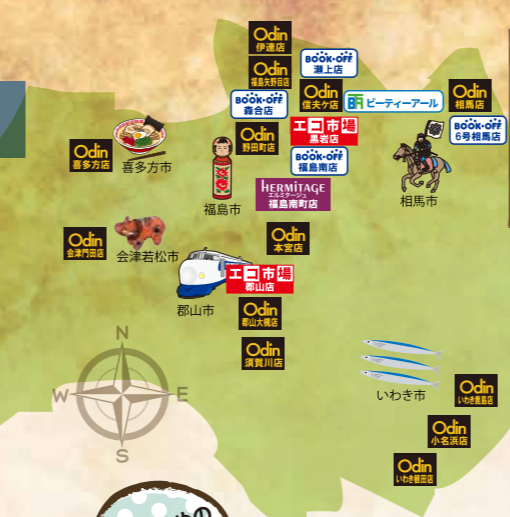 Odin
伊達店
Odin
福島矢野目店
BOOK-OFF
瀬上店
BOOK-OFF
森合店
Odin
信夫ケ店
BTR ビーティーアール
Odin
相馬店
Odin
野田町店
エコ市場
黒岩店
BOOK-OFF
6号相馬店
Odin
喜多方店
喜多方市
BOOK-OFF
福島南店
HERMITAGE
エルミタージュ
福島南町店
福島市
相馬市
Odin
会津門田店
会津若松市
Odin
本宮店
エコ市場
郡山店
郡山市
Odin
郡山大槻店
Odin
須賀川店
N
W
E
S
いわき市
Odin
いわき鹿島店
Odin
小名浜店
Odin
いわき植田店